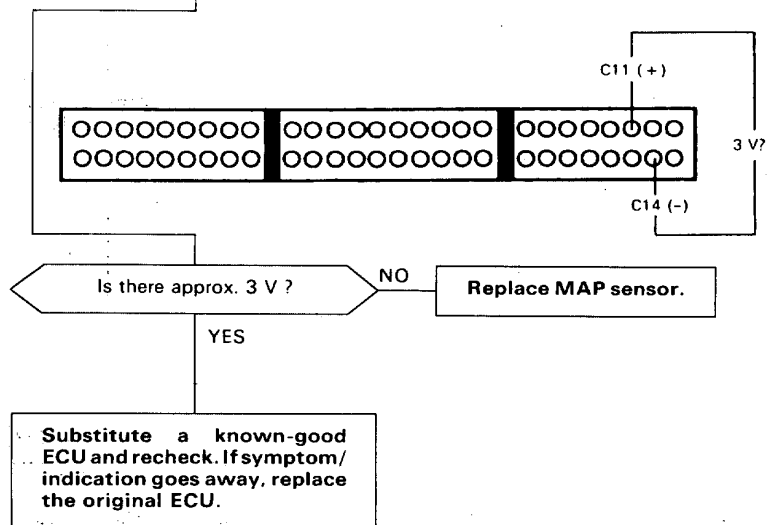 C11 (+)
3 V?
C14 (-)
Is there approx. 3 V ?
NO
Replace MAP sensor.
YES
Substitute a known-good
ECU and recheck. If symptom/
indication goes away, replace
the original ECU.